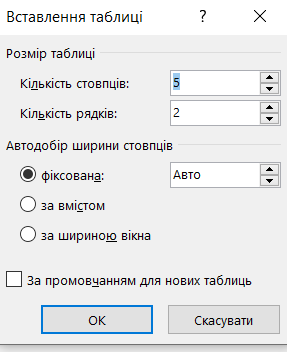 Вставлення таблиці ? ×
Розмір таблиці
Кількість стовпців: 5
Кількість рядків: 2
Автодобір ширини стовпців
фіксована: Авто
за вмістом
за шириною вікна
За промовчанням для нових таблиць
ОК Скасувати